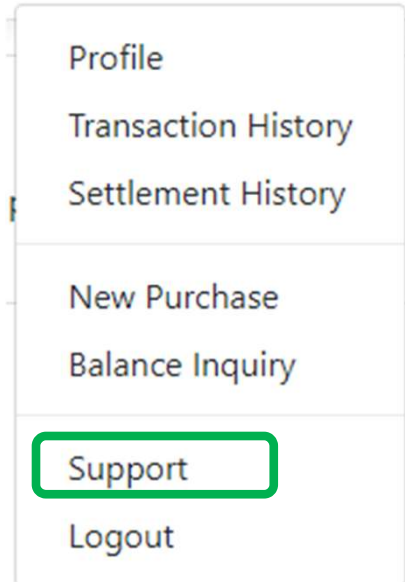 Profile
Transaction History
Settlement History
New Purchase
Balance Inquiry
Support
Logout